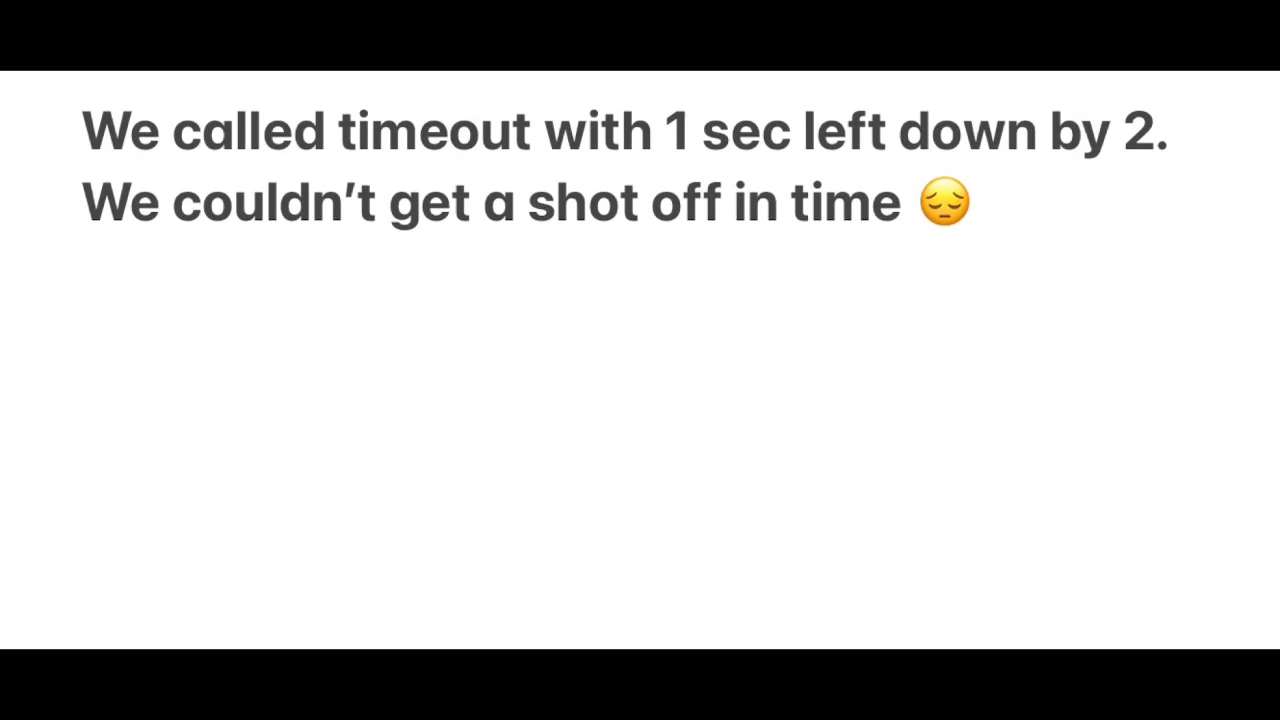 We called timeout with 1 sec left down by 2.
We couldn’t get a shot off in time 😔